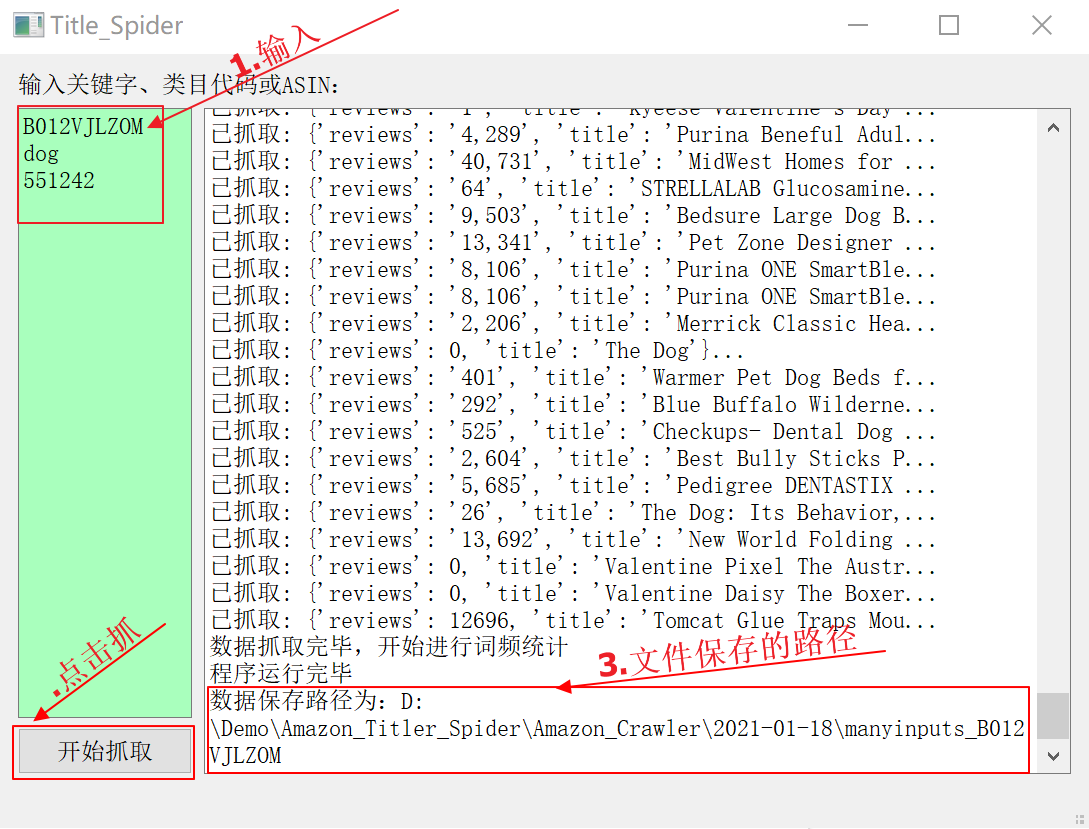 Title_Spider
1.输入
输入关键字、类目代码或ASIN:
B012VJLZOM
dog
551242
已抓取: {'reviews': '1', 'title': 'Kyeese Valentine's Day ...
已抓取: {'reviews': '4,289', 'title': 'Purina Beneful Adul...
已抓取: {'reviews': '40,731', 'title': 'MidWest Homes for ...
已抓取: {'reviews': '64', 'title': 'STRELLALAB Glucosamine...
已抓取: {'reviews': '9,503', 'title': 'Bedsure Large Dog B...
已抓取: {'reviews': '13,341', 'title': 'Pet Zone Designer ...
已抓取: {'reviews': '8,106', 'title': 'Purina ONE SmartBle...
已抓取: {'reviews': '8,106', 'title': 'Purina ONE SmartBle...
已抓取: {'reviews': '2,206', 'title': 'Merrick Classic Hea...
已抓取: {'reviews': 0, 'title': 'The Dog'}...
已抓取: {'reviews': '401', 'title': 'Warmer Pet Dog Beds f...
已抓取: {'reviews': '292', 'title': 'Blue Buffalo Wilderne...
已抓取: {'reviews': '525', 'title': 'Checkups- Dental Dog ...
已抓取: {'reviews': '2,604', 'title': 'Best Bully Sticks P...
已抓取: {'reviews': '5,685', 'title': 'Pedigree DENTASTIX ...
已抓取: {'reviews': '26', 'title': 'The Dog: Its Behavior,...
已抓取: {'reviews': '13,692', 'title': 'New World Folding ...
已抓取: {'reviews': 0, 'title': 'Valentine Pixel The Austr...
已抓取: {'reviews': 0, 'title': 'Valentine Daisy The Boxer...
已抓取: {'reviews': 12696, 'title': 'Tomcat Glue Traps Mou...
数据抓取完毕，开始进行词频统计
程序运行完毕
3.文件保存的路径
数据保存路径为：D:
\Demo\Amazon_Titler_Spider\Amazon_Crawler\2021-01-18\manyinputs_B012
VJLZOM
.点击抓
开始抓取